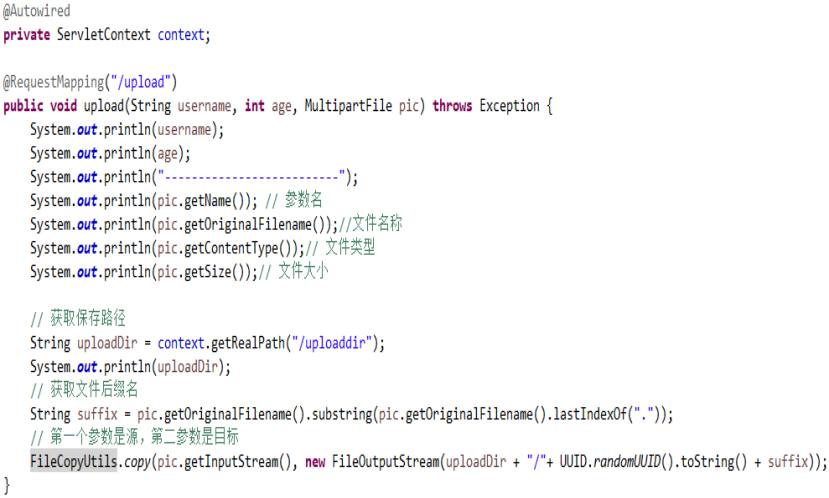 @Autowired
private ServletContext context;
@RequestMapping("/upload")
public void upload(String username, int age, MultipartFile pic) throws Exception {
System.out.println(username);
System.out.println(age);
System.out.println("--------------------------");
System.out.println(pic.getName()); // 参数名
System.out.println(pic.getOriginalFilename());//文件名称
System.out.println(pic.getContentType());// 文件类型
System.out.println(pic.getSize());// 文件大小
// 获取保存路径
String uploadDir = context.getRealPath("/uploaddir");
System.out.println(uploadDir);
// 获取文件后缀名
String suffix = pic.getOriginalFilename().substring(pic.getOriginalFilename().lastIndexOf("."));
// 第一个参数是源，第二参数是目标
FileCopyUtils.copy(pic.getInputStream(), new FileOutputStream(uploadDir + "/"+ UUID.randomUUID().toString() + suffix));
}